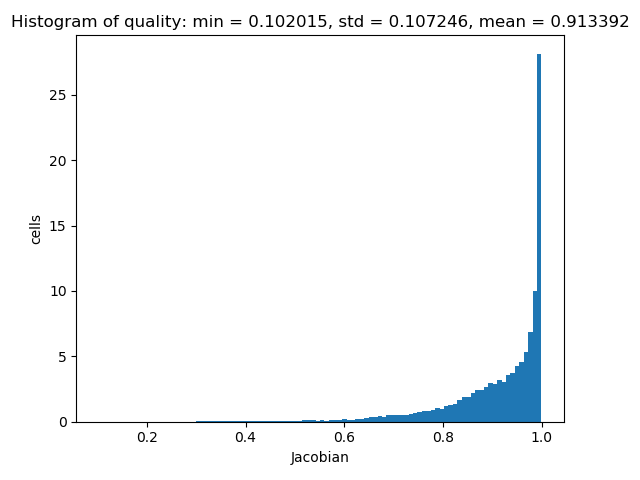 Histogram of quality: min = 0.102015, std = 0.107246, mean = 0.913392
25
20
15
10
5
0
cells
0.2 0.4 0.6 0.8 1.0
Jacobian